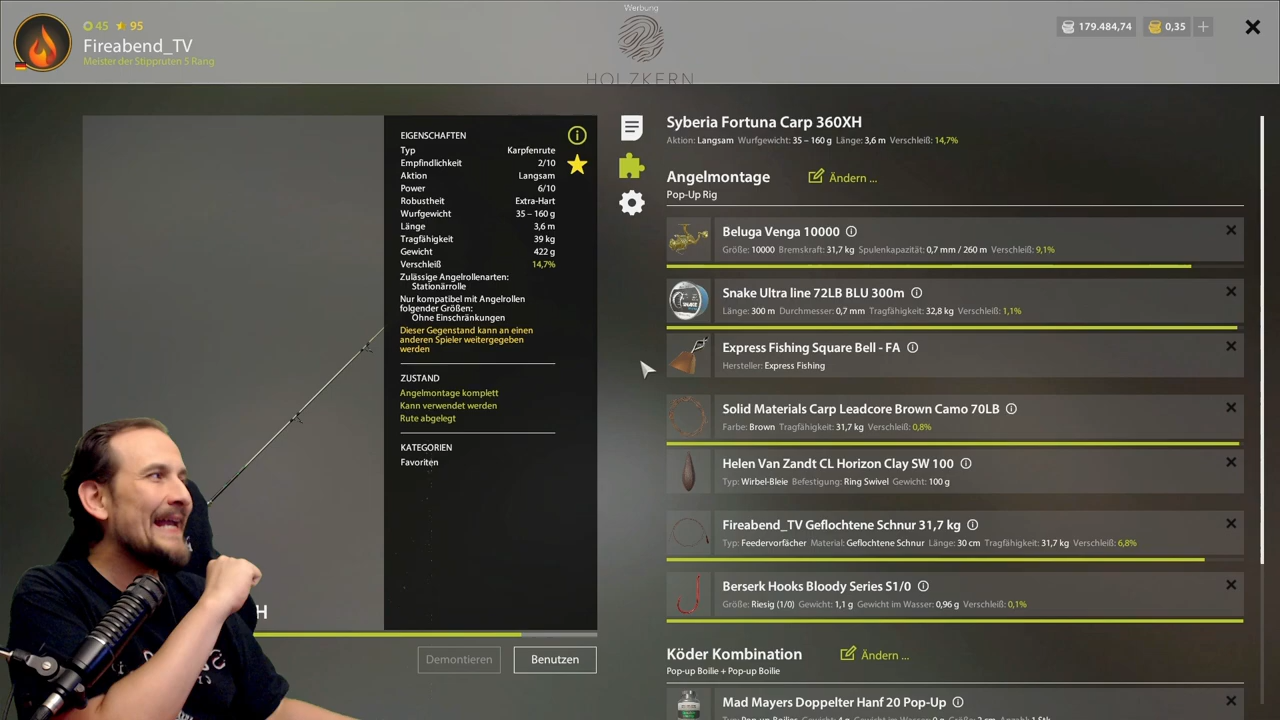 Werbung
HOLZKERN
45 95
Fireabend_TV
Meister der Stippruten 5 Rang
179.484,74
0,35
EIGENSCHAFTEN
Typ Karpfenrute
Empfindlichkeit 2/10
Aktion Langsam
Power 6/10
Robustheit Extra-Hart
Wurfgewicht 35 – 160 g
Länge 3,6 m
Tragfähigkeit 39 kg
Gewicht 422 g
Verschleiß 14,7%
Zulässige Angelrollenarten:
Stationärrolle
Nur kompatibel mit Angelrollen
folgender Größen:
Ohne Einschränkungen
Dieser Gegenstand kann an einen
anderen Spieler weitergegeben
werden
ZUSTAND
Angelmontage komplett
Kann verwendet werden
Rute abgelegt
KATEGORIEN
Favoriten
H
Demontieren
Benutzen
Syberia Fortuna Carp 360XH
Aktion: Langsam Wurfgewicht: 35 – 160 g Länge: 3,6 m Verschleiß: 14,7%
Angelmontage Ändern ...
Pop-Up Rig
Beluga Venga 10000
Größe: 10000 Bremskraft: 31,7 kg Spulenkapazität: 0,7 mm / 260 m Verschleiß: 9,1%
Snake Ultra line 72LB BLU 300m
Länge: 300 m Durchmesser: 0,7 mm Tragfähigkeit: 32,8 kg Verschleiß: 1,1%
Express Fishing Square Bell - FA
Hersteller: Express Fishing
Solid Materials Carp Leadcore Brown Camo 70LB
Farbe: Brown Tragfähigkeit: 31,7 kg Verschleiß: 0,8%
Helen Van Zandt CL Horizon Clay SW 100
Typ: Wirbel-Bleie Befestigung: Ring Swivel Gewicht: 100 g
Fireabend_TV Geflochtene Schnur 31,7 kg
Typ: Feedervorfächer Material: Geflochtene Schnur Länge: 30 cm Tragfähigkeit: 31,7 kg Verschleiß: 6,8%
Berserk Hooks Bloody Series S1/0
Größe: Riesig (1/0) Gewicht: 1,1 g Gewicht im Wasser: 0,96 g Verschleiß: 0,1%
Köder Kombination Ändern ...
Pop-up Boilie + Pop-up Boilie
Mad Mayers Doppelter Hanf 20 Pop-Up